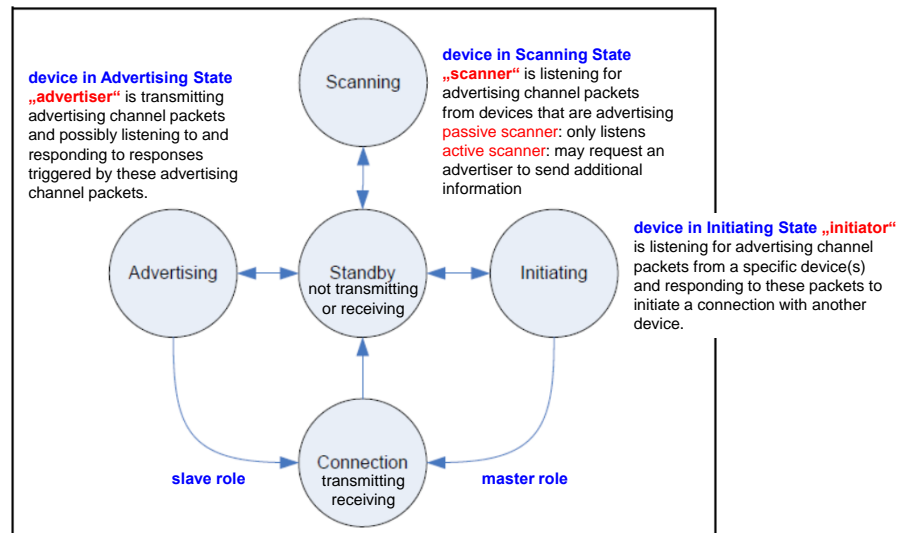 device in Advertising State
„advertiser“ is transmitting
advertising channel packets
and possibly listening to and
responding to responses
triggered by these advertising
channel packets.
Scanning
device in Scanning State
„scanner“ is listening for
advertising channel packets
from devices that are advertising
passive scanner: only listens
active scanner: may request an
advertiser to send additional
information
Advertising
Standby
not transmitting
or receiving
Initiating
device in Initiating State „initiator“
is listening for advertising channel
packets from a specific device(s)
and responding to these packets to
initiate a connection with another
device.
slave role
Connection
transmitting
receiving
master role